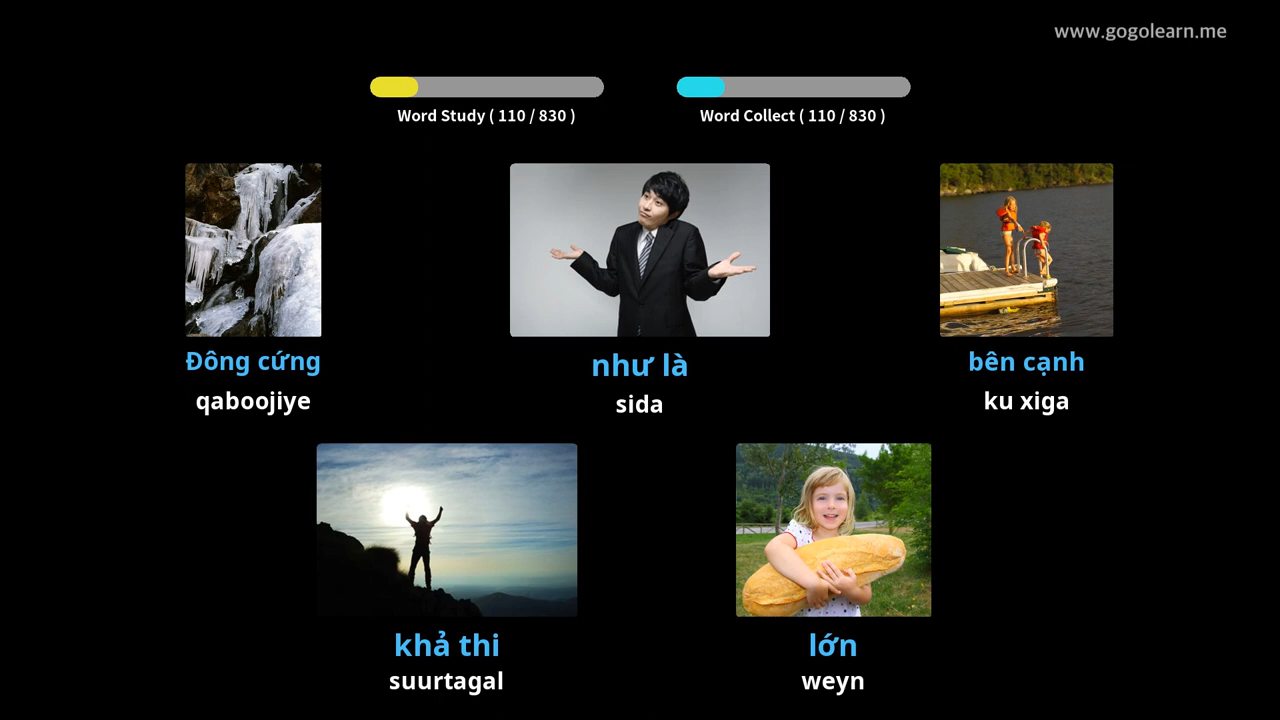 www.gogolearn.me
Word Study ( 110 / 830 )
Word Collect ( 110 / 830 )
Đông cứng
qaboojiye
như là
sida
bên cạnh
ku xiga
khả thi
suurtagal
lớn
weyn